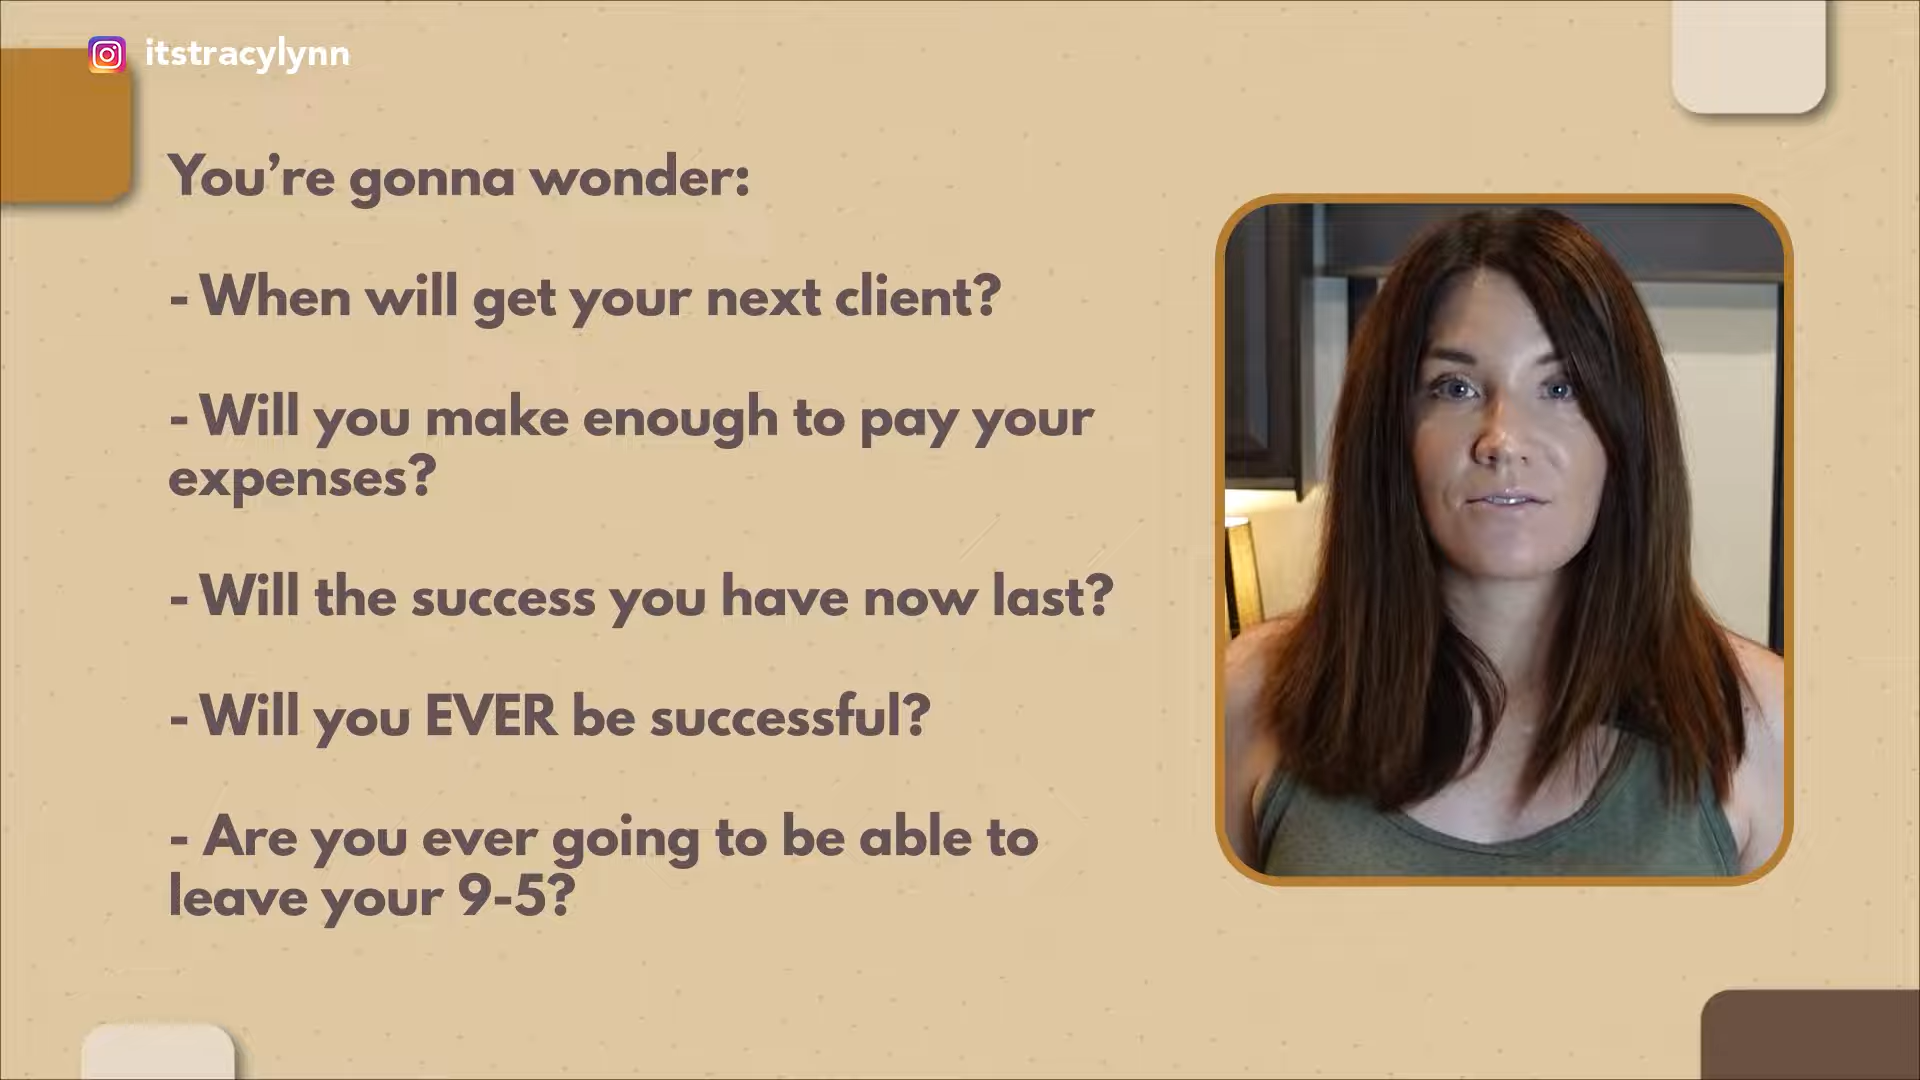 itstracylynn
You’re gonna wonder:
- When will get your next client?
- Will you make enough to pay your
expenses?
- Will the success you have now last?
- Will you EVER be successful?
- Are you ever going to be able to
leave your 9-5?